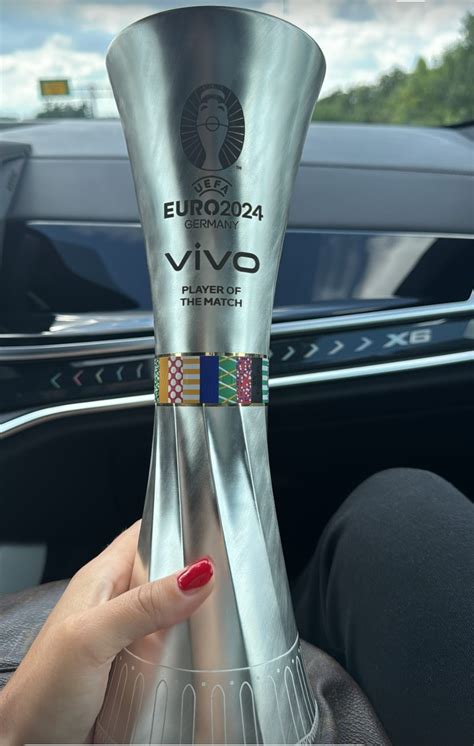 UEFA
EURO2024
GERMANY
vivo
PLAYER OF
THE MATCH
X6